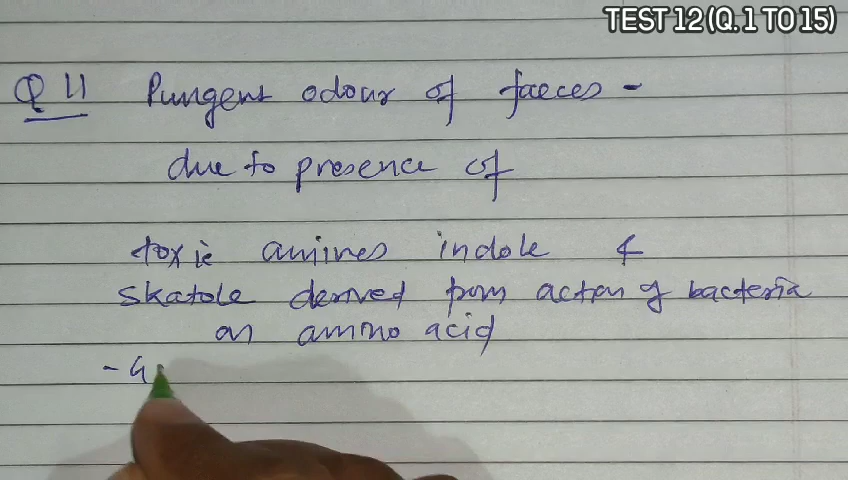 TEST 12 (Q. 1 TO 15)
Q 11 Pungent odour of faeces -
due to presence of
toxic amines indole &
skatole derived from action of bacteria
on amino acid
-